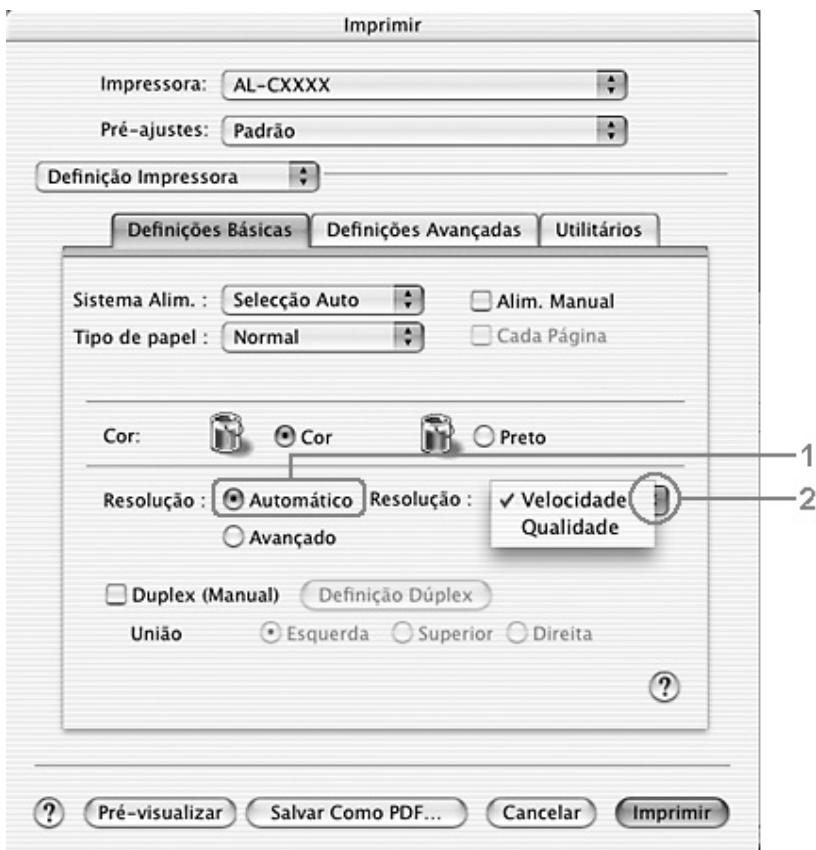 Imprimir
Impressora: AL-CXXXX
Pré-ajustes: Padrão
Definição Impressora
Definições Básicas Definições Avançadas Utilitários
Sistema Alim. : Selecção Auto Alim. Manual
Tipo de papel : Normal Cada Página
Cor: Cor Preto
1
Resolução : Automático Resolução : ✓ Velocidade 2
Avançado Qualidade
Duplex (Manual) Definição Dúplex
União Esquerda Superior Direita
?
? Pré-visualizar Salvar Como PDF... Cancelar Imprimir